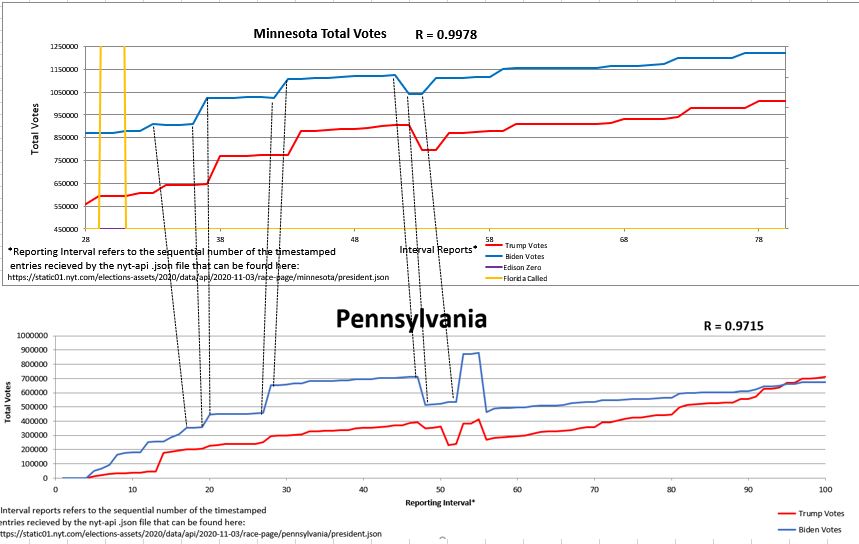 Minnesota Total Votes R = 0.9978
1250000
1150000
1050000
950000
850000
750000
650000
550000
450000
Total Votes
28 38 48 58 68 78
Interval Reports*
Trump Votes
Biden Votes
Edison Zero
Florida Called
*Reporting Interval refers to the sequential number of the timestamped
entries recieved by the nyt-api .json file that can be found here:
https://static01.nyt.com/elections-assets/2020/data/api/2020-11-03/race-page/minnesota/president.json
Pennsylvania
R = 0.9715
1000000
900000
800000
700000
600000
500000
400000
300000
200000
100000
0
Total Votes
0 10 20 30 40 50 60 70 80 90 100
Reporting Interval*
Interval reports refers to the sequential number of the timestamped
entries recieved by the nyt-api .json file that can be found here:
https://static01.nyt.com/elections-assets/2020/data/api/2020-11-03/race-page/pennsylvania/president.json
Trump Votes
Biden Votes